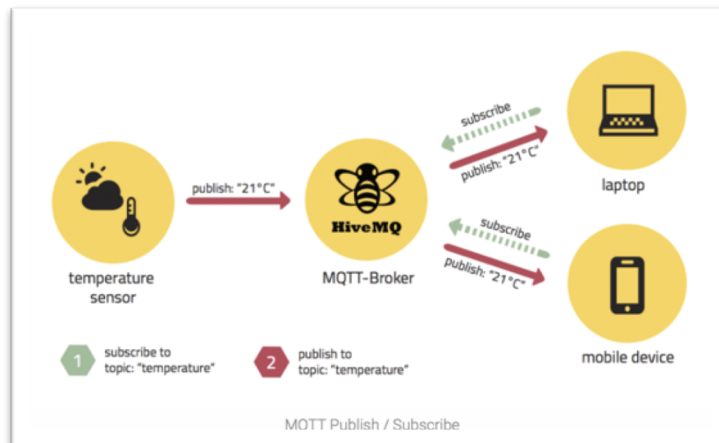 subscribe
publish: "21°C"
laptop
publish: "21°C"
HiveMQ
temperature
sensor
MQTT-Broker
subscribe
publish: "21°C"
mobile device
1
subscribe to
topic: "temperature"
2
publish to
topic: "temperature"
MQTT Publish / Subscribe